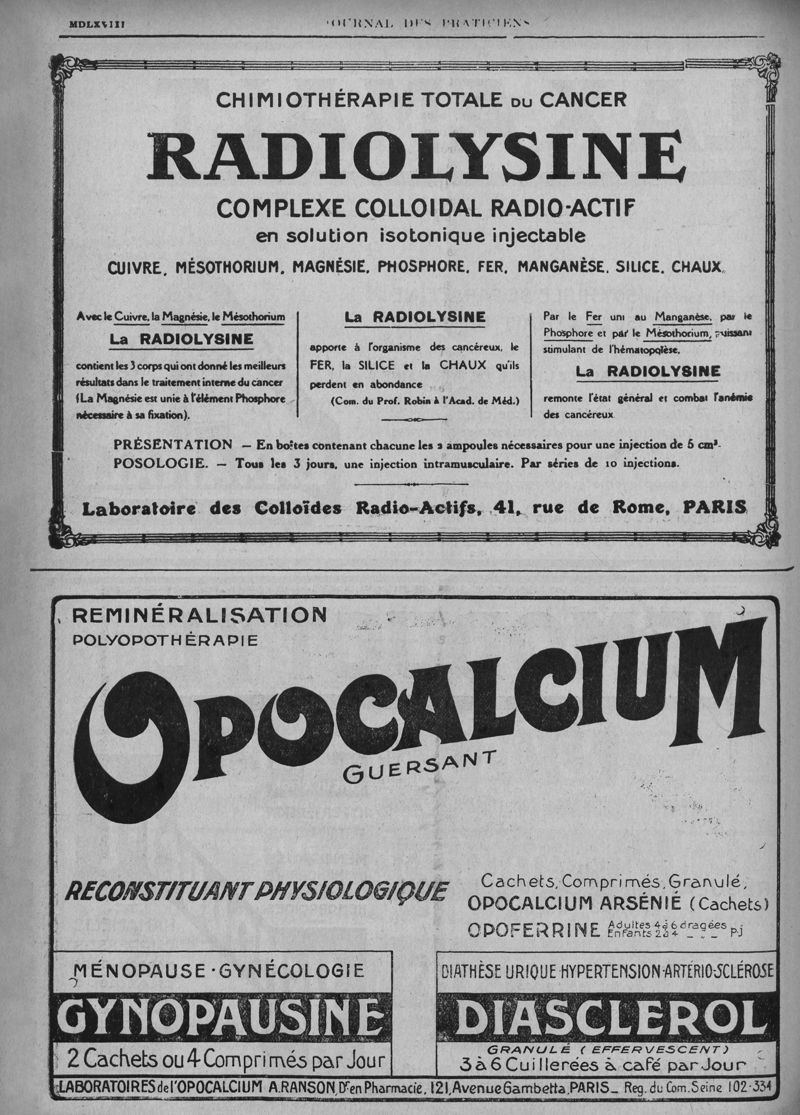 MDLXVIII
JOURNAL DES PRATICIENS
CHIMIOTHÉRAPIE TOTALE DU CANCER
RADIOLYSINE
COMPLEXE COLLOIDAL RADIO-ACTIF
en solution isotonique injectable
CUIVRE, MÉSOTHORIUM, MAGNÉSIE, PHOSPHORE, FER, MANGANÈSE, SILICE, CHAUX.
Avec le Cuivre, la Magnésie, le Mésothorium
La RADIOLYSINE
contient les 3 corps qui ont donné les meilleurs
résultats dans le traitement interne du cancer
(La Magnésie est unie à l'élément Phosphore
nécessaire à sa fixation).
La RADIOLYSINE
apporte à l'organisme des cancéreux, le
FER, la SILICE et la CHAUX qu'ils
perdent en abondance
(Com. du Prof. Robin à l'Acad. de Méd.)
Par le Fer uni au Manganèse, par le
Phosphore et par le Mésothorium, puissant
stimulant de l'hématopoïèse,
La RADIOLYSINE
remonte l'état général et combat l'anémie
des cancéreux
PRÉSENTATION — En boîtes contenant chacune les 2 ampoules nécessaires pour une injection de 5 cm³.
POSOLOGIE. — Tous les 3 jours, une injection intramusculaire. Par séries de 10 injections.
Laboratoire des Colloïdes Radio-Actifs, 41, rue de Rome, PARIS
REMINÉRALISATION
POLYOPOTHÉRAPIE
OPOCALCIUM
GUERSANT
RECONSTITUANT PHYSIOLOGIQUE
Cachets, Comprimés, Granulé,
OPOCALCIUM ARSÉNIÉ (Cachets)
OPOFERRINE Adultes 4 à 6 dragées
Enfants 2 à 4 _ _ _ pj
MÉNOPAUSE · GYNÉCOLOGIE
GYNOPAUSINE
2 Cachets ou 4 Comprimés par Jour
DIATHÈSE URIQUE·HYPERTENSION·ARTÉRIO·SCLÉROSE
DIASCLEROL
GRANULÉ (EFFERVESCENT)
3 à 6 Cuillerées à café par Jour
LABORATOIRES de l'OPOCALCIUM A. RANSON, Dr en Pharmacie, 121, Avenue Gambetta, PARIS _ Reg. du Com. Seine 102·334